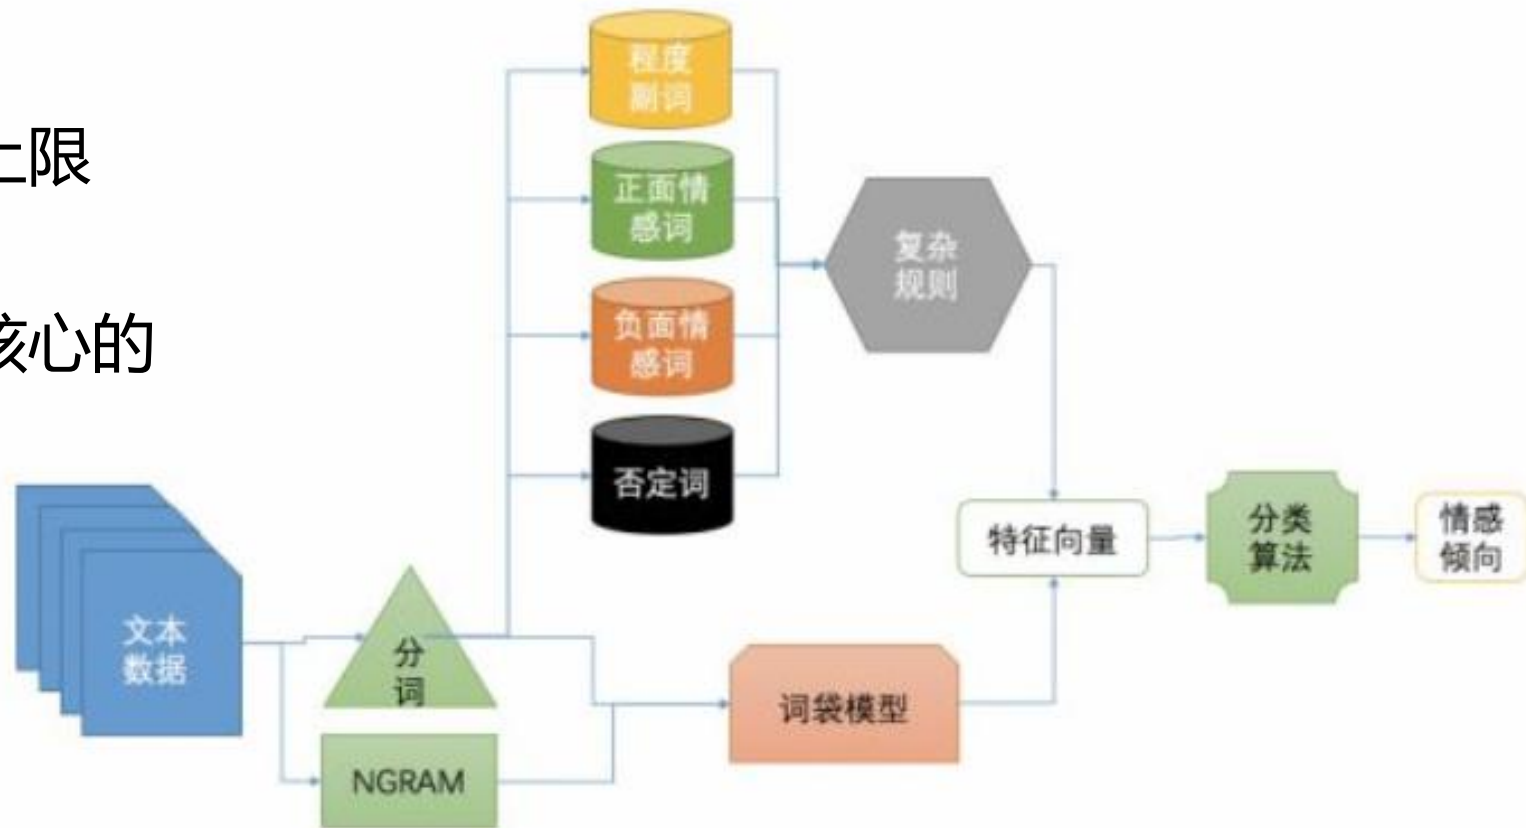 上限
核心的
程度
副词
正面情
感词
负面情
感词
否定词
复杂
规则
文本
数据
分
词
NGRAM
词袋模型
特征向量
分类
算法
情感
倾向